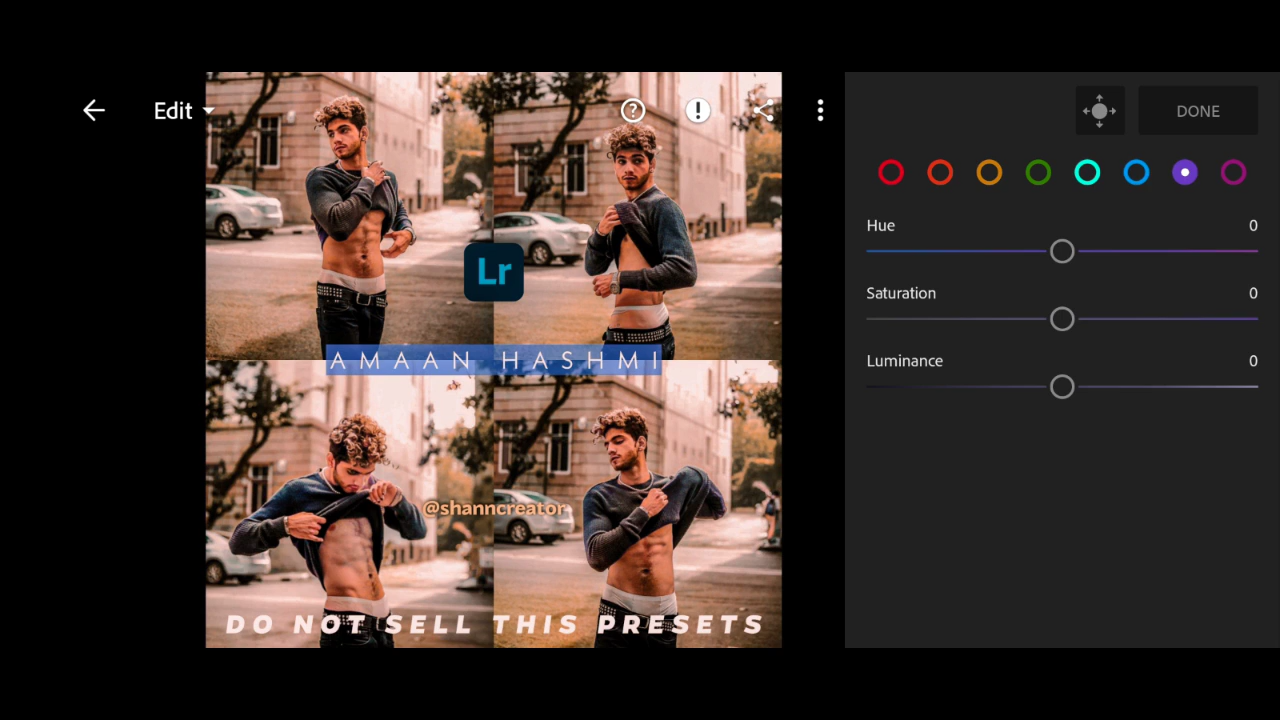 Edit
DONE
Hue 0
Saturation 0
Luminance 0
Lr
AMAAN HASHMI
@shanncreator
DO NOT SELL THIS PRESETS